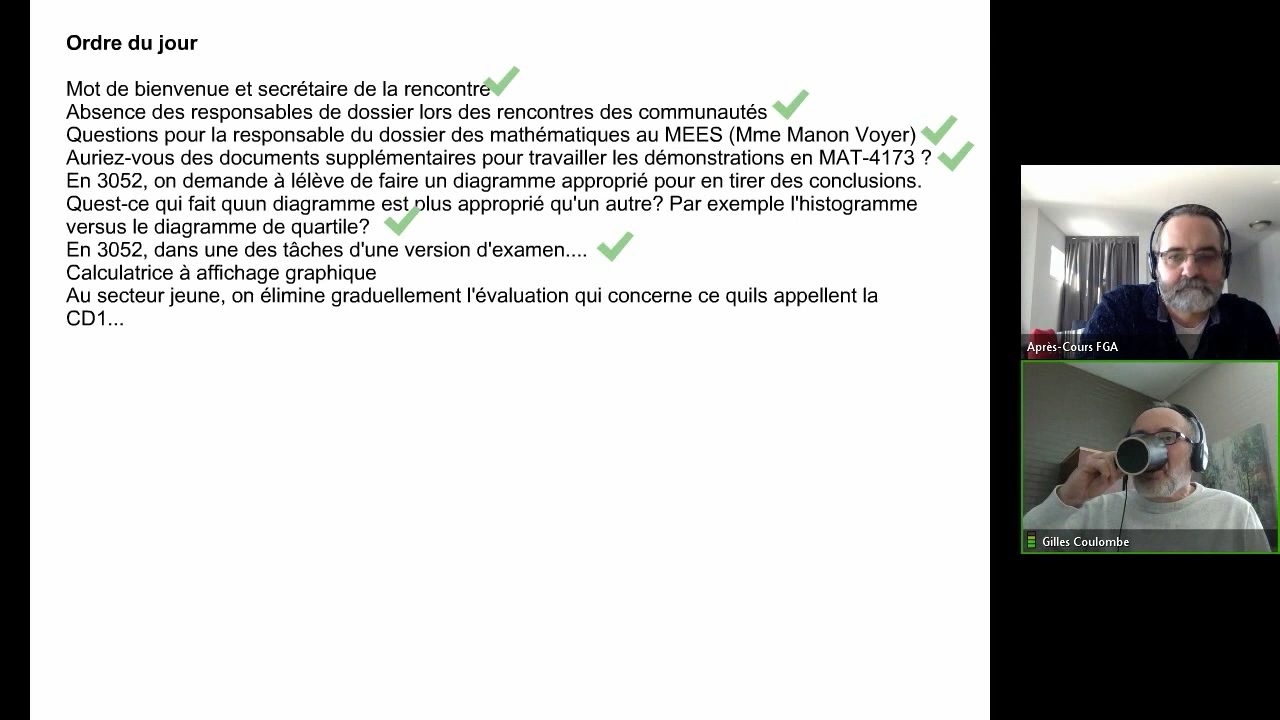 Ordre du jour
Mot de bienvenue et secrétaire de la rencontre
Absence des responsables de dossier lors des rencontres des communautés
Questions pour la responsable du dossier des mathématiques au MEES (Mme Manon Voyer)
Auriez-vous des documents supplémentaires pour travailler les démonstrations en MAT-4173 ?
En 3052, on demande à lélève de faire un diagramme approprié pour en tirer des conclusions.
Quest-ce qui fait quun diagramme est plus approprié qu'un autre? Par exemple l'histogramme
versus le diagramme de quartile?
En 3052, dans une des tâches d'une version d'examen....
Calculatrice à affichage graphique
Au secteur jeune, on élimine graduellement l'évaluation qui concerne ce quils appellent la
CD1...
Après-Cours FGA
Gilles Coulombe